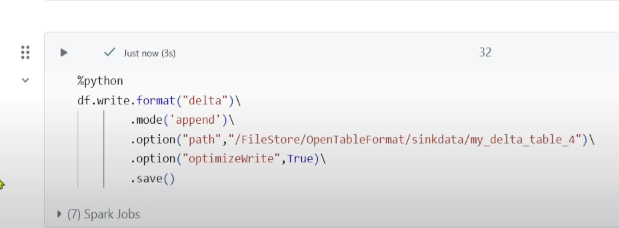 Just now (3s)
32
%python
df.write.format("delta")\
.mode('append')\
.option("path","/FileStore/OpenTableFormat/sinkdata/my_delta_table_4")\
.option("optimizeWrite",True)\
.save()
(7) Spark Jobs